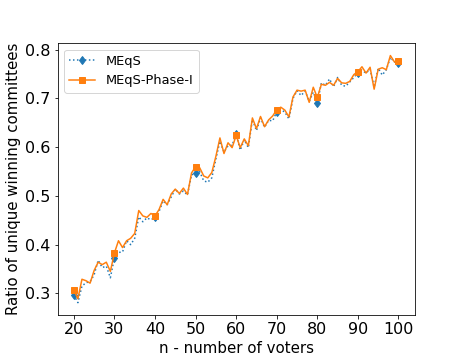 MEqS
MEqS-Phase-I
Ratio of unique winning committees
0.8
0.7
0.6
0.5
0.4
0.3
20 30 40 50 60 70 80 90 100
n - number of voters